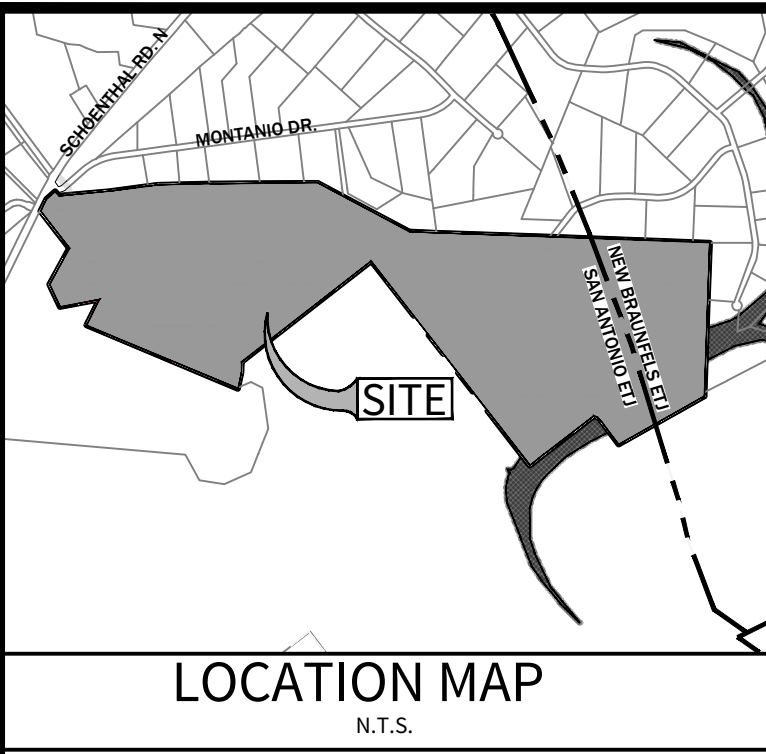 SCHOENTHAL RD. N
MONTANIO DR.
NEW BRAUNFELS ETJ
SAN ANTONIO ETJ
SITE
LOCATION MAP
N.T.S.